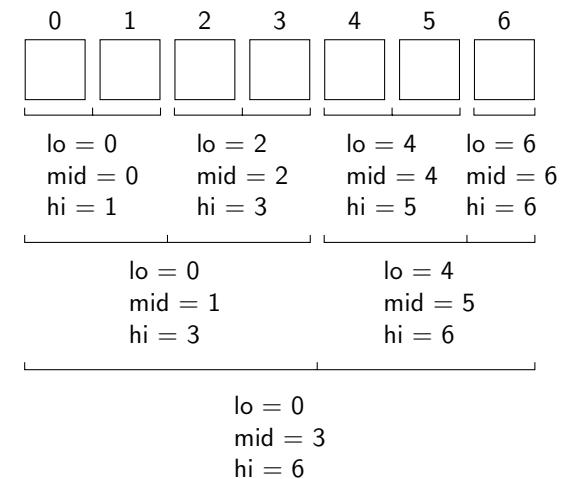 0 1 2 3 4 5 6
lo = 0 lo = 2 lo = 4 lo = 6
mid = 0 mid = 2 mid = 4 mid = 6
hi = 1 hi = 3 hi = 5 hi = 6
lo = 0 lo = 4
mid = 1 mid = 5
hi = 3 hi = 6
lo = 0
mid = 3
hi = 6